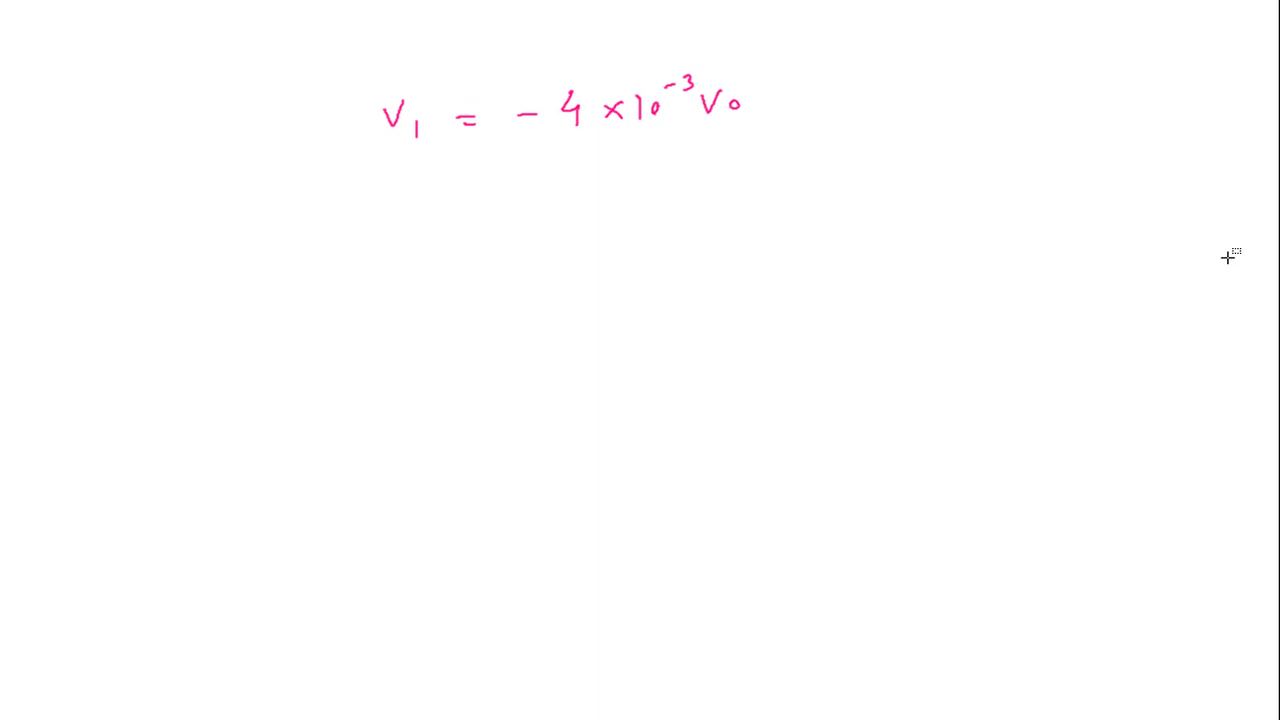 V₁ = - 4 × 10⁻³ V₀